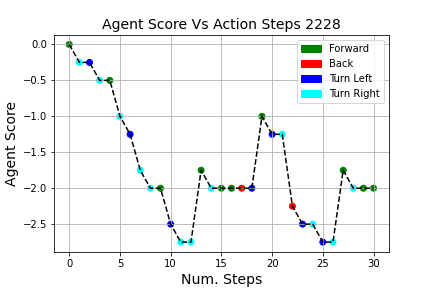 Agent Score Vs Action Steps 2228
Forward
Back
Turn Left
Turn Right
Agent Score
0.0
−0.5
−1.0
−1.5
−2.0
−2.5
0 5 10 15 20 25 30
Num. Steps